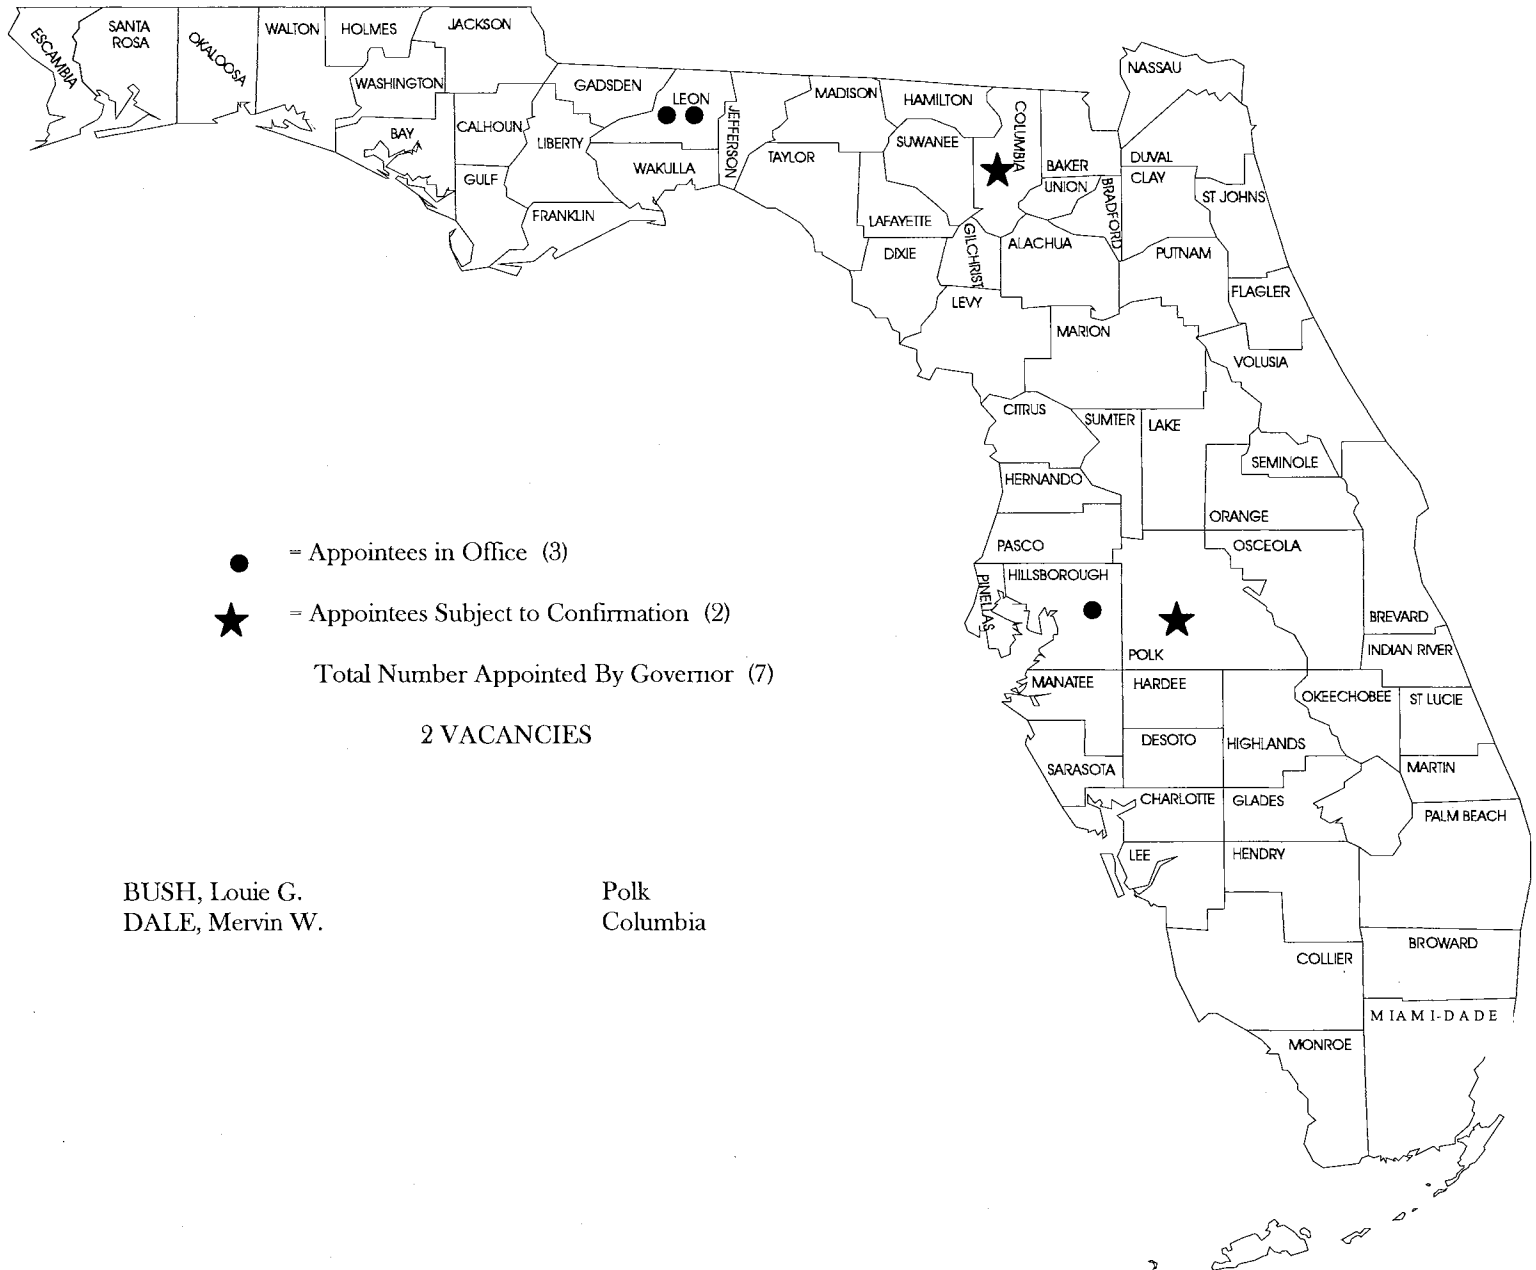 ESCAMBIA
SANTA
ROSA
OKALOOSA
WALTON
HOLMES
JACKSON
WASHINGTON
BAY
CALHOUN
GULF
GADSDEN
LIBERTY
FRANKLIN
LEON
WAKULLA
JEFFERSON
MADISON
TAYLOR
HAMILTON
SUWANEE
LAFAYETTE
DIXIE
COLUMBIA
GILCHRIST
NASSAU
BAKER
UNION
BRADFORD
DUVAL
CLAY
ST JOHNS
ALACHUA
PUTNAM
FLAGLER
LEVY
MARION
VOLUSIA
CITRUS
SUMTER
LAKE
SEMINOLE
HERNANDO
ORANGE
PASCO
OSCEOLA
HILLSBOROUGH
PINELLAS
POLK
BREVARD
INDIAN RIVER
MANATEE
HARDEE
OKEECHOBEE
ST LUCIE
DESOTO
HIGHLANDS
SARASOTA
MARTIN
CHARLOTTE
GLADES
PALM BEACH
LEE
HENDRY
BROWARD
COLLIER
MIAMI-DADE
MONROE
= Appointees in Office (3)
= Appointees Subject to Confirmation (2)
Total Number Appointed By Governor (7)
2 VACANCIES
BUSH, Louie G. Polk
DALE, Mervin W. Columbia